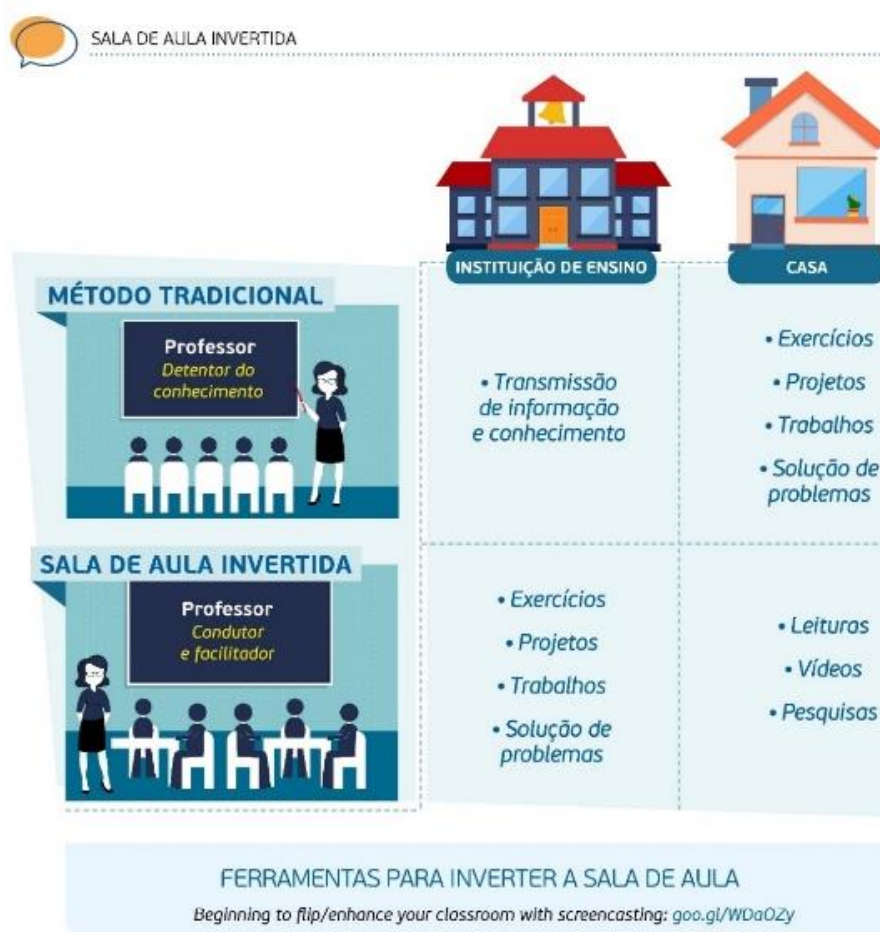 SALA DE AULA INVERTIDA
INSTITUIÇÃO DE ENSINO
CASA
MÉTODO TRADICIONAL
Professor
Detentor do
conhecimento
• Transmissão
de informação
e conhecimento
• Exercícios
• Projetos
• Trabalhos
• Solução de
problemas
SALA DE AULA INVERTIDA
Professor
Condutor
e facilitador
• Exercícios
• Projetos
• Trabalhos
• Solução de
problemas
• Leituras
• Vídeos
• Pesquisas
FERRAMENTAS PARA INVERTER A SALA DE AULA
Beginning to flip/enhance your classroom with screencasting: goo.gl/WDaOZy